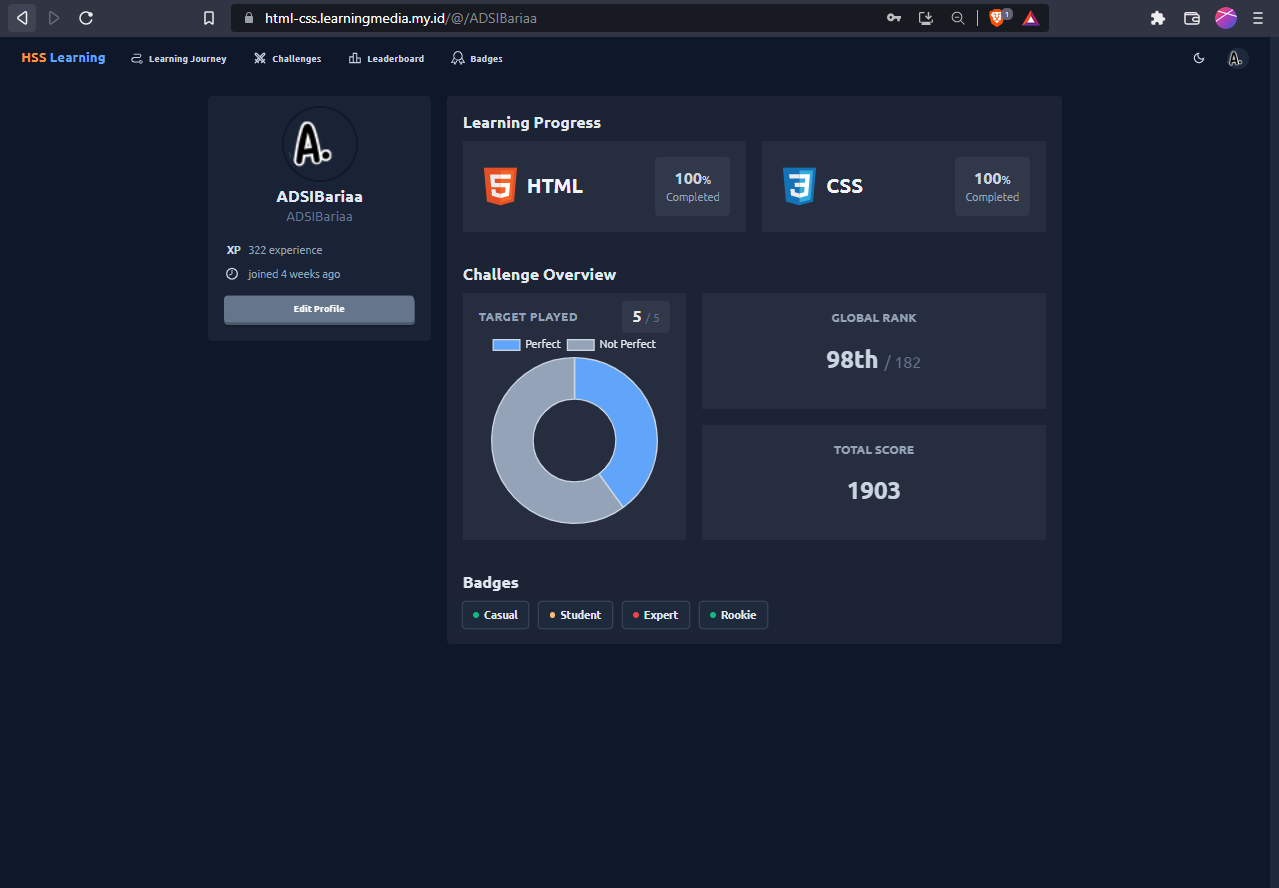 html-css.learningmedia.my.id/@/ADSIBariaa
1
HSS Learning
Learning Journey
Challenges
Leaderboard
Badges
A.
A.
ADSIBariaa
ADSIBariaa
XP 322 experience
joined 4 weeks ago
Edit Profile
Learning Progress
5 HTML
100%
Completed
3 CSS
100%
Completed
Challenge Overview
TARGET PLAYED
5 / 5
Perfect Not Perfect
GLOBAL RANK
98th / 182
TOTAL SCORE
1903
Badges
Casual Student Expert Rookie